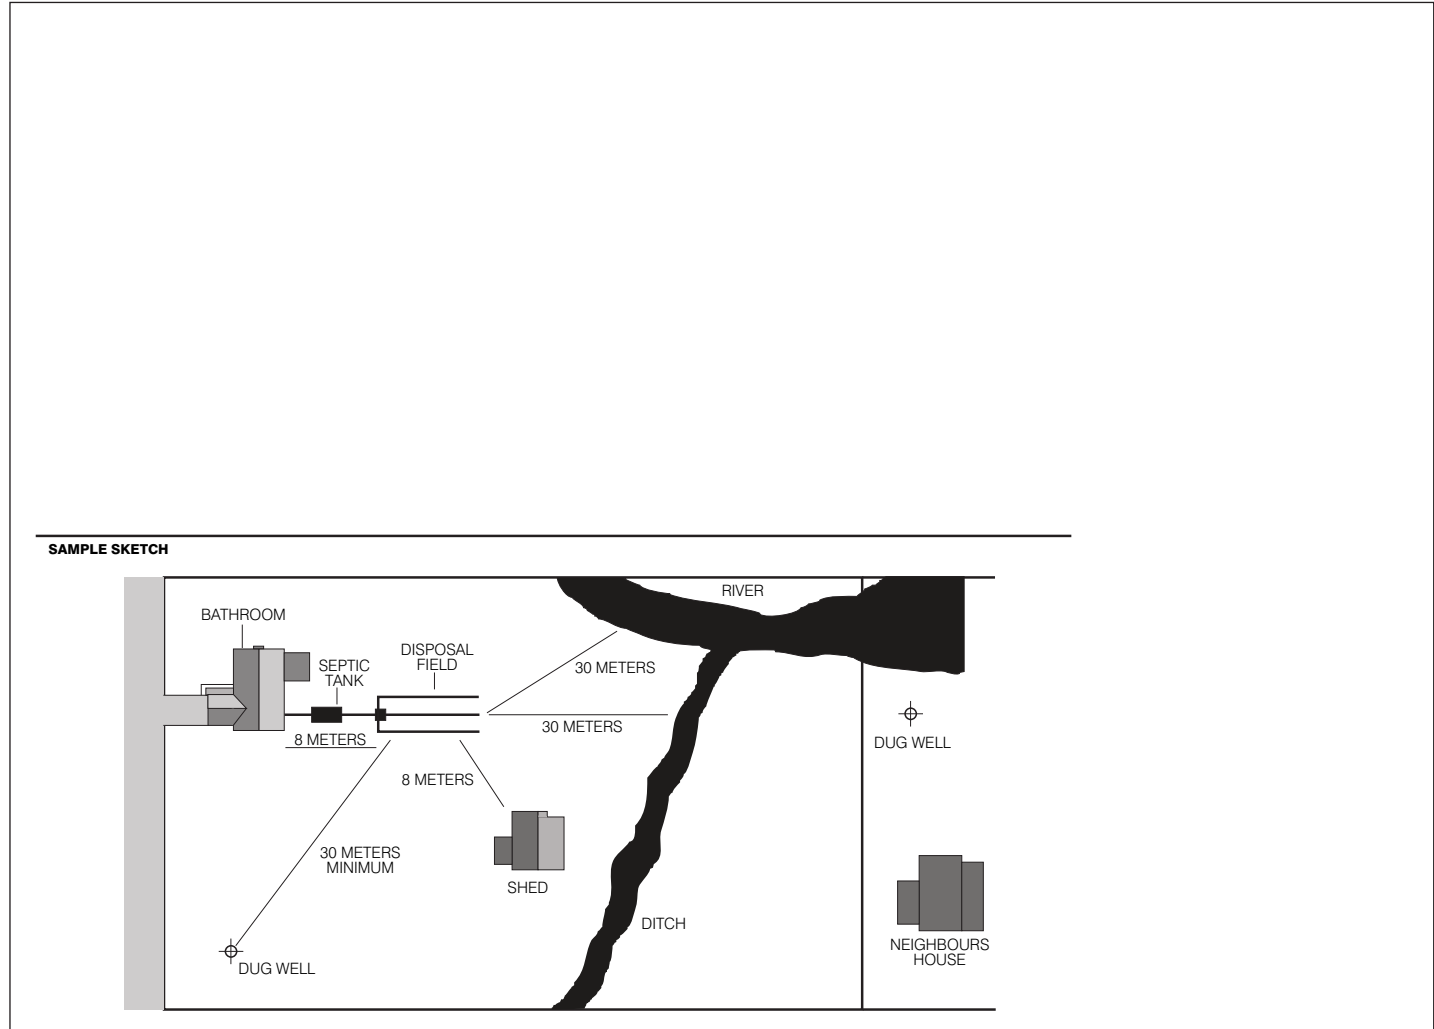 SAMPLE SKETCH
RIVER
BATHROOM
DISPOSAL
FIELD
SEPTIC
TANK
30 METERS
30 METERS
8 METERS
DUG WELL
8 METERS
30 METERS
MINIMUM
SHED
DITCH
NEIGHBOURS
HOUSE
DUG WELL